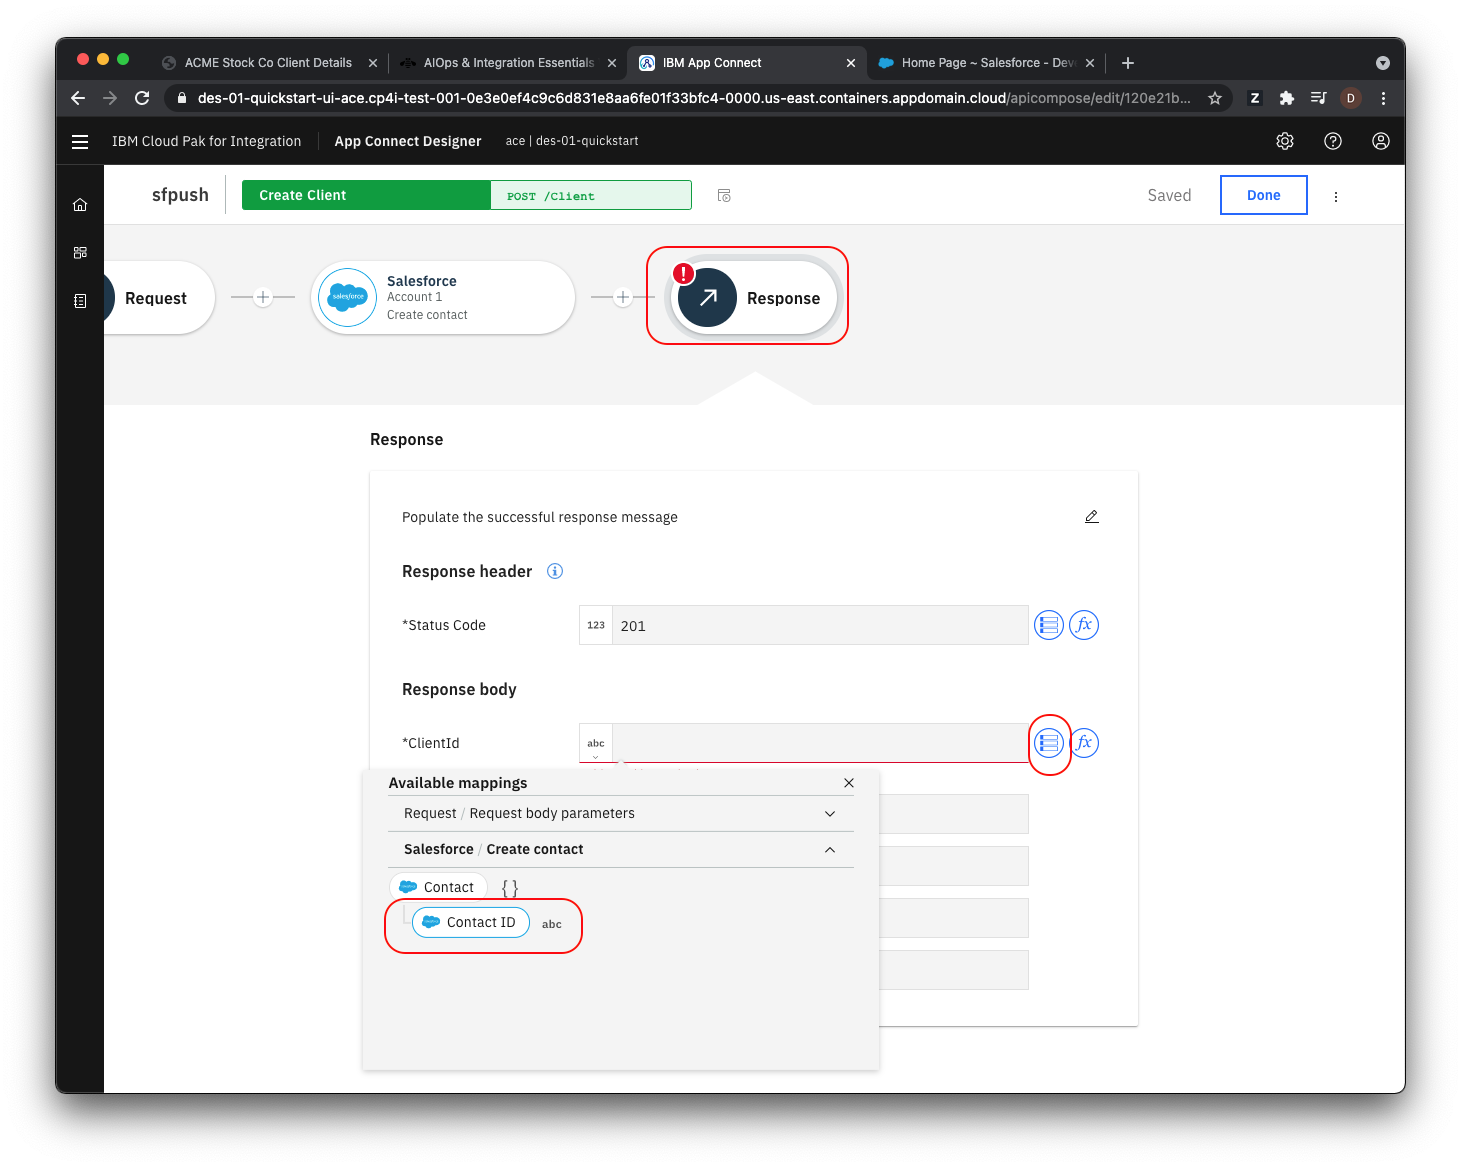 ACME Stock Co Client Details
AIOps & Integration Essentials
IBM App Connect
Home Page ~ Salesforce - Dev
des-01-quickstart-ui-ace.cp4i-test-001-0e3e0ef4c9c6d831e8aa6fe01f33bfc4-0000.us-east.containers.appdomain.cloud/apicompose/edit/120e21b...
Z
D
IBM Cloud Pak for Integration
App Connect Designer
ace | des-01-quickstart
sfpush
Create Client
POST /Client
Saved
Done
Request
salesforce
Salesforce
Account 1
Create contact
!
Response
Response
Populate the successful response message
Response header
*Status Code
123
201
fx
Response body
*ClientId
abc
fx
Available mappings
Request / Request body parameters
Salesforce / Create contact
Contact
{ }
Contact ID
abc